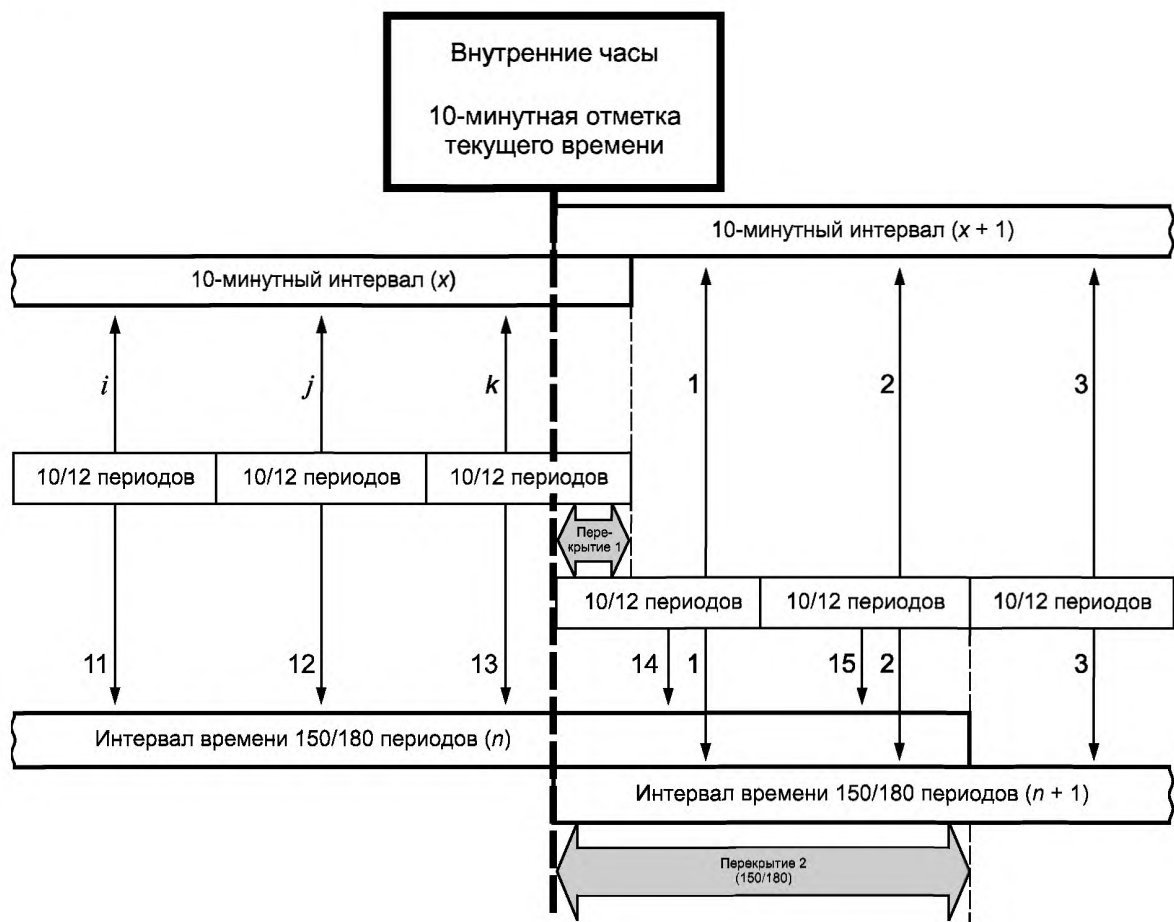 Внутренние часы
10-минутная отметка
текущего времени
10-минутный интервал (x + 1)
10-минутный интервал (x)
i j k 1 2 3
10/12 периодов 10/12 периодов 10/12 периодов
Пере-
крытие 1
10/12 периодов 10/12 периодов 10/12 периодов
11 12 13 14 1 15 2 3
Интервал времени 150/180 периодов (n)
Интервал времени 150/180 периодов (n + 1)
Перекрытие 2
(150/180)